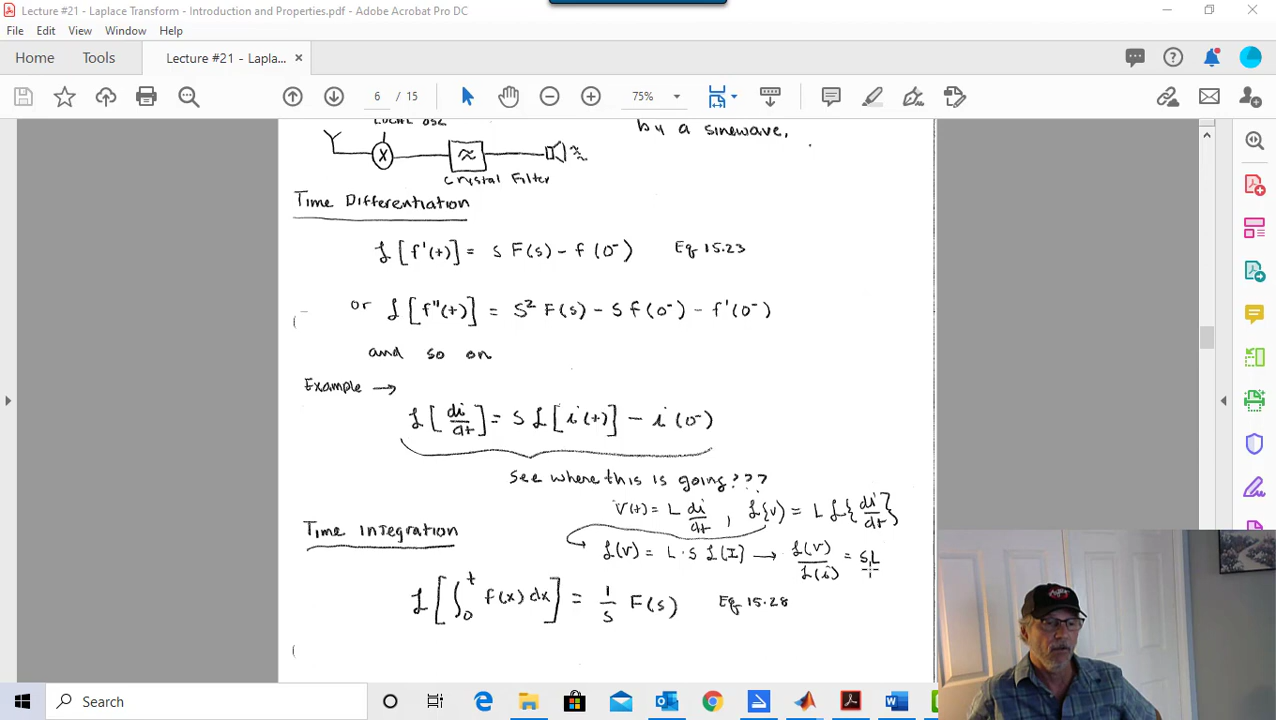 Lecture #21 - Laplace Transform - Introduction and Properties.pdf - Adobe Acrobat Pro DC
File Edit View Window Help
Home Tools Lecture #21 - Lapla... ×
6 / 15 75%
LOCAL OSC
X
by a sinewave.
Crystal Filter
Time Differentiation
ℒ[f'(t)] = s F(s) - f(0⁻) Eq 15.23
or ℒ[f"(t)] = s² F(s) - s f(0⁻) - f'(0⁻)
and so on
Example →
ℒ[di/dt] = s ℒ[i(t)] - i(0⁻)
see where this is going???
v(t) = L di/dt, ℒ{v} = L ℒ{di/dt}
Time Integration
ℒ(V) = L·s ℒ(I) → ℒ(V)/ℒ(i) = sL
ℒ[∫₀ᵗ f(x) dx] = 1/s F(s) Eq 15.28
Search